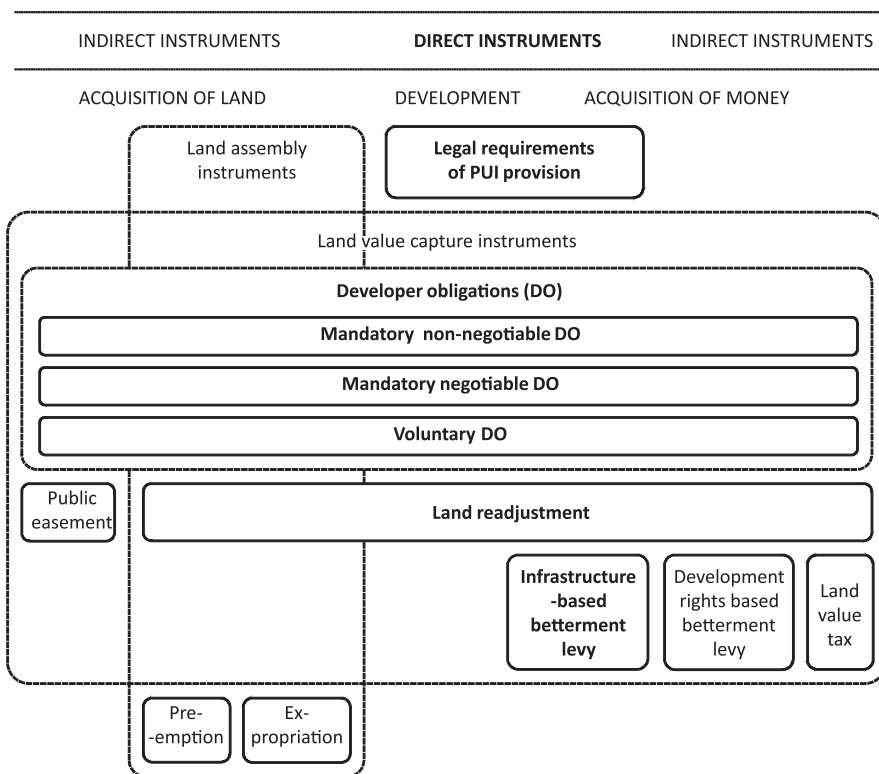 INDIRECT INSTRUMENTS
DIRECT INSTRUMENTS
INDIRECT INSTRUMENTS
ACQUISITION OF LAND
DEVELOPMENT
ACQUISITION OF MONEY
Land assembly
instruments
Legal requirements
of PUI provision
Land value capture instruments
Developer obligations (DO)
Mandatory non-negotiable DO
Mandatory negotiable DO
Voluntary DO
Public
easement
Land readjustment
Infrastructure
-based
betterment
levy
Development
rights based
betterment
levy
Land
value
tax
Pre-
-emption
Ex-
propriation